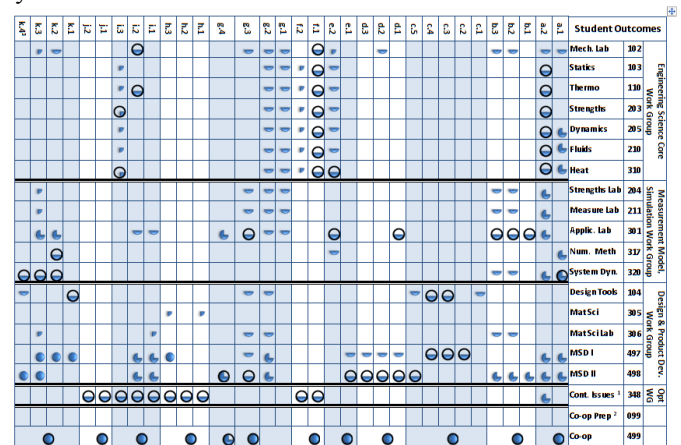 y
k.4³ k.3 k.2 k.1 j.2 j.1 i.3 i.2 i.1 h.3 h.2 h.1 g.4 g.3 g.2 g.1 f.2 f.1 e.2 e.1 d.3 d.2 d.1 c.5 c.4 c.3 c.2 c.1 b.3 b.2 b.1 a.2 a.1 Student Outcomes
Mech. Lab 102
Statics 103
Thermo 110
Strengths 203
Dynamics 205
Fluids 210
Heat 310
Engineering Science Core
Work Group
Strengths Lab 204
Measure Lab 211
Applic. Lab 301
Num. Meth 317
System Dyn. 320
Measurement Model,
Simulation Work Group
Design Tools 104
MatSci 305
MatSci Lab 306
MSD I 497
MSD II 498
Design & Product Dev.
Work Group
Cont. Issues ¹ 348
Opt
WG
Co-op Prep ² 099
Co-op 499